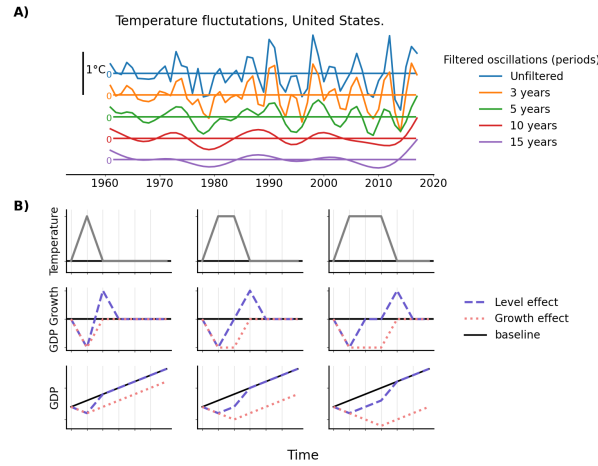 A)
Temperature fluctutations, United States.
1°C
0
0
0
0
0
1960 1970 1980 1990 2000 2010 2020
Filtered oscillations (periods)
Unfiltered
3 years
5 years
10 years
15 years
B)
Temperature
GDP Growth
GDP
Level effect
Growth effect
baseline
Time